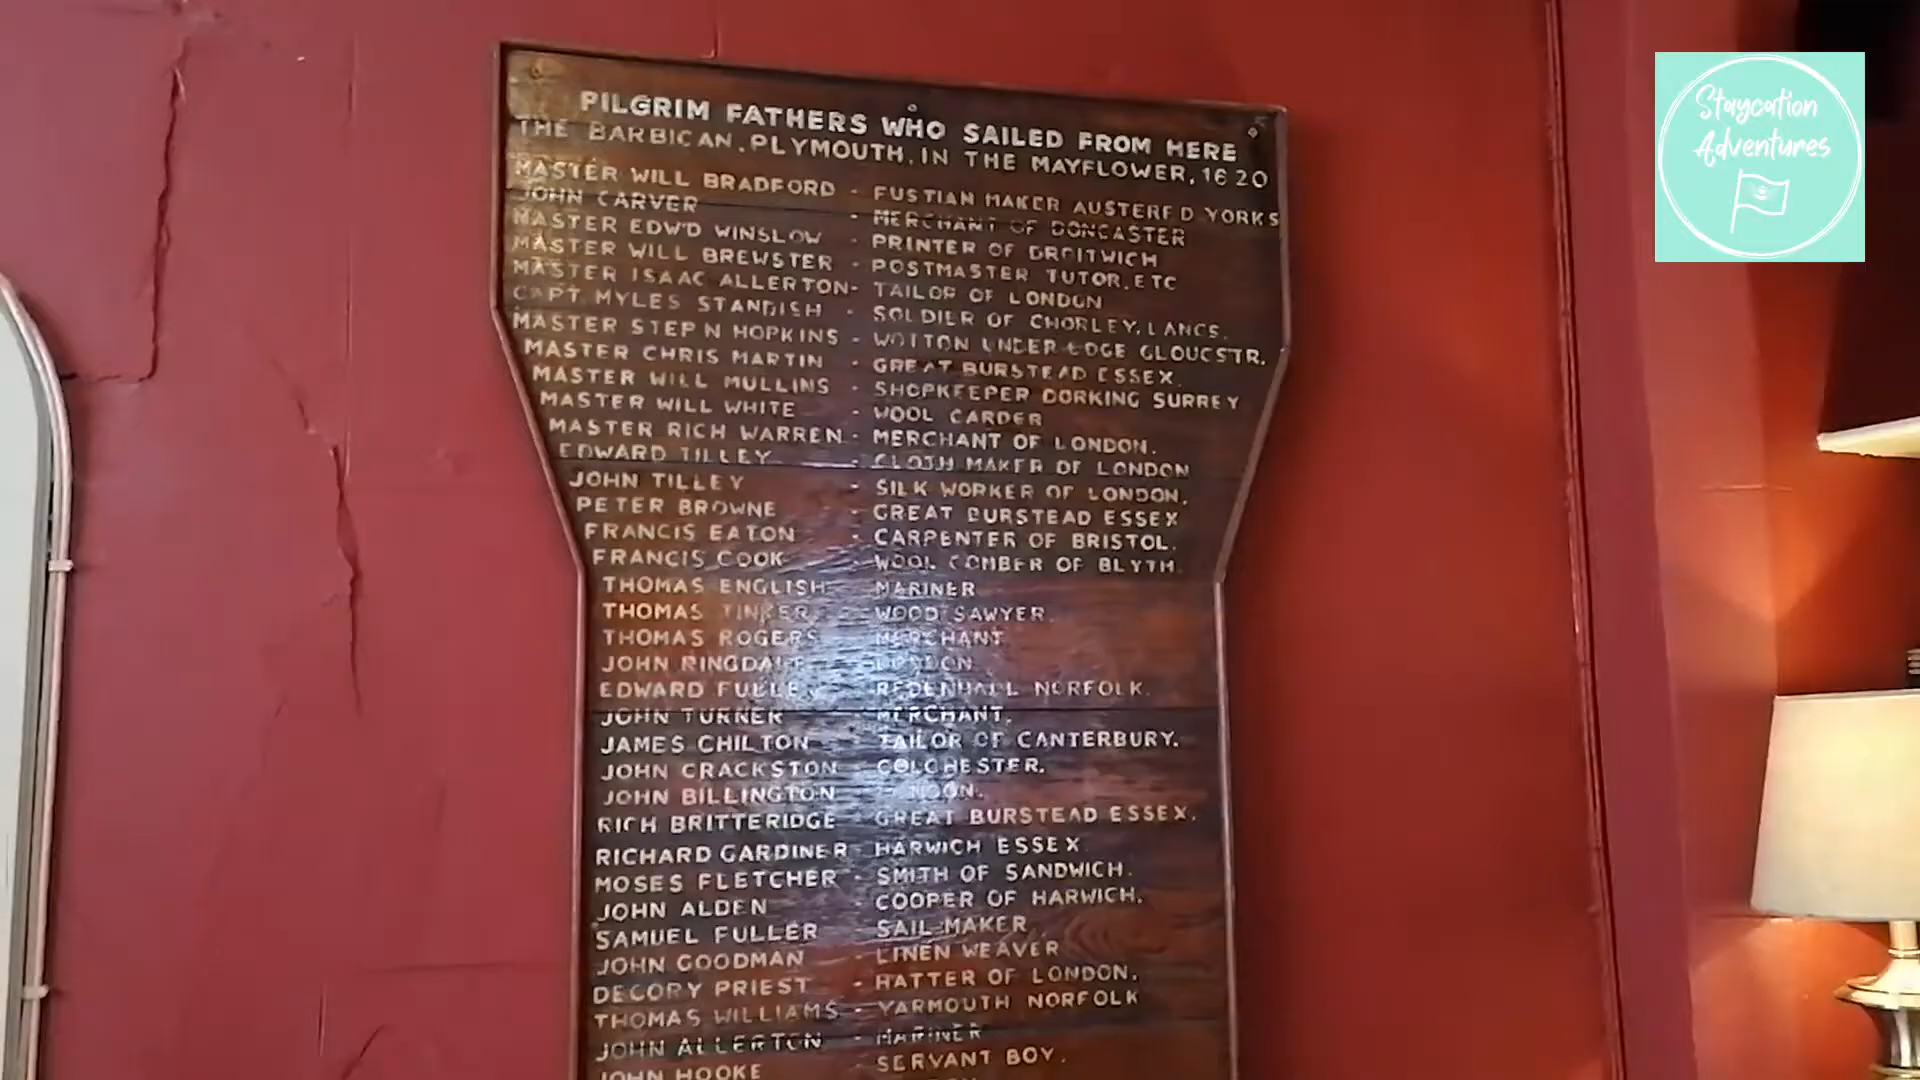 PILGRIM FATHERS WHO SAILED FROM HERE
THE BARBICAN, PLYMOUTH, IN THE MAYFLOWER, 1620
MASTER WILL BRADFORD - FUSTIAN MAKER AUSTERF D YORKS
JOHN CARVER - MERCHANT OF DONCASTER
MASTER EDW'D WINSLOW - PRINTER OF DROITWICH
MASTER WILL BREWSTER - POSTMASTER TUTOR, ETC
MASTER ISAAC ALLERTON - TAILOR OF LONDON
CAPT. MYLES STANDISH - SOLDIER OF CHORLEY, LANCS.
MASTER STEP N HOPKINS - WOTTON UNDER EDGE GLOUCSTR.
MASTER CHRIS MARTIN - GREAT BURSTEAD ESSEX.
MASTER WILL MULLINS - SHOPKEEPER DORKING SURREY
MASTER WILL WHITE - WOOL CARDER
MASTER RICH WARREN - MERCHANT OF LONDON.
EDWARD TILLEY - CLOTH MAKER OF LONDON
JOHN TILLEY - SILK WORKER OF LONDON.
PETER BROWNE - GREAT BURSTEAD ESSEX
FRANCIS EATON - CARPENTER OF BRISTOL.
FRANCIS COOK - WOOL COMBER OF BLYTH.
THOMAS ENGLISH - MARINER
THOMAS TINKER - WOOD SAWYER.
THOMAS ROGERS - MERCHANT
JOHN RINGDALE - LONDON
EDWARD FULLER - REDENHALL NORFOLK.
JOHN TURNER - MERCHANT.
JAMES CHILTON - TAILOR OF CANTERBURY.
JOHN CRACKSTON - COLCHESTER.
JOHN BILLINGTON - LONDON.
RICH BRITTERIDGE - GREAT BURSTEAD ESSEX.
RICHARD GARDINER - HARWICH ESSEX
MOSES FLETCHER - SMITH OF SANDWICH.
JOHN ALDEN - COOPER OF HARWICH.
SAMUEL FULLER - SAIL MAKER
JOHN GOODMAN - LINEN WEAVER
DEGORY PRIEST - HATTER OF LONDON.
THOMAS WILLIAMS - YARMOUTH NORFOLK
JOHN ALLERTON - MARINER
JOHN HOOKE SERVANT BOY.
Staycation
Adventures